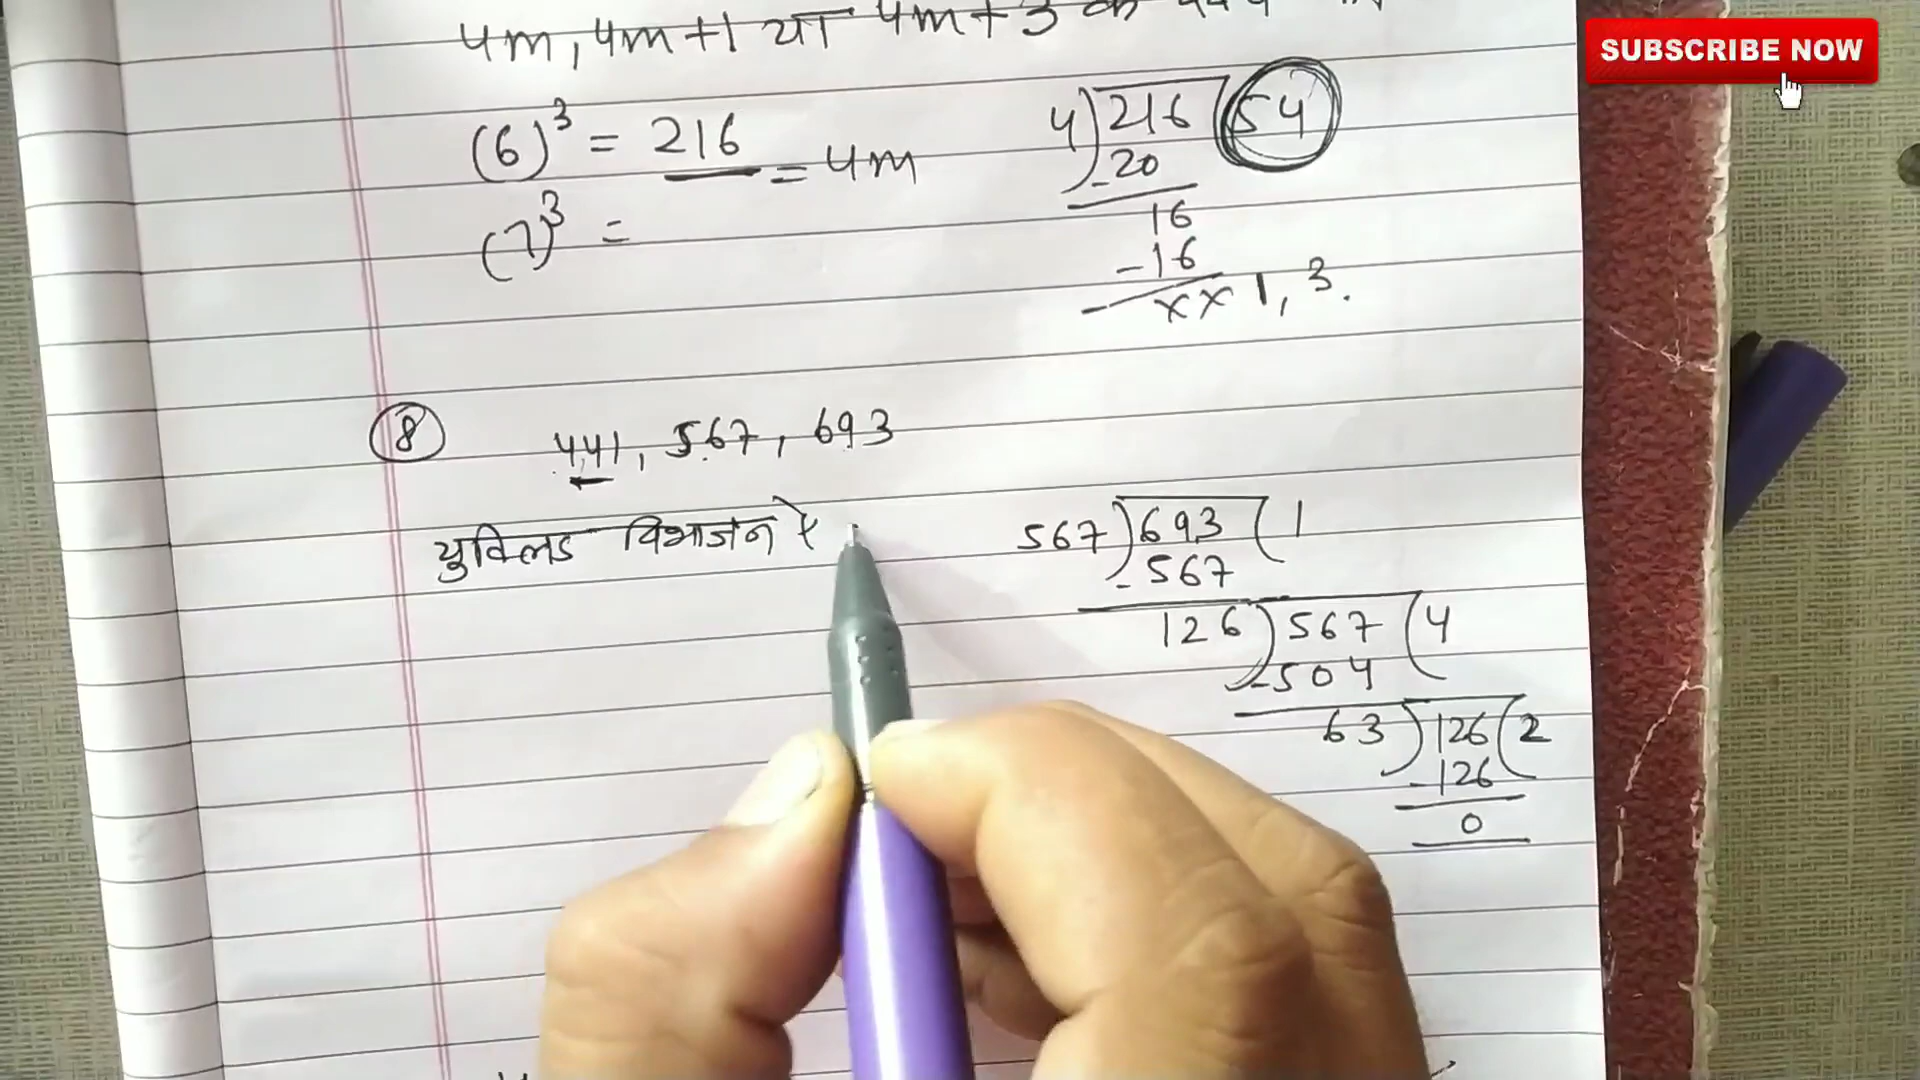 4m, 4m+1 या 4m+3 के
SUBSCRIBE NOW
(6)³ = 216 = 4m
(7)³ =
4)216(54
-20
16
-16
xx 1, 3.
8 441, 567, 693
युक्लिड विभाजन
567)693(1
-567
126)567(4
-504
63)126(2
-126
0